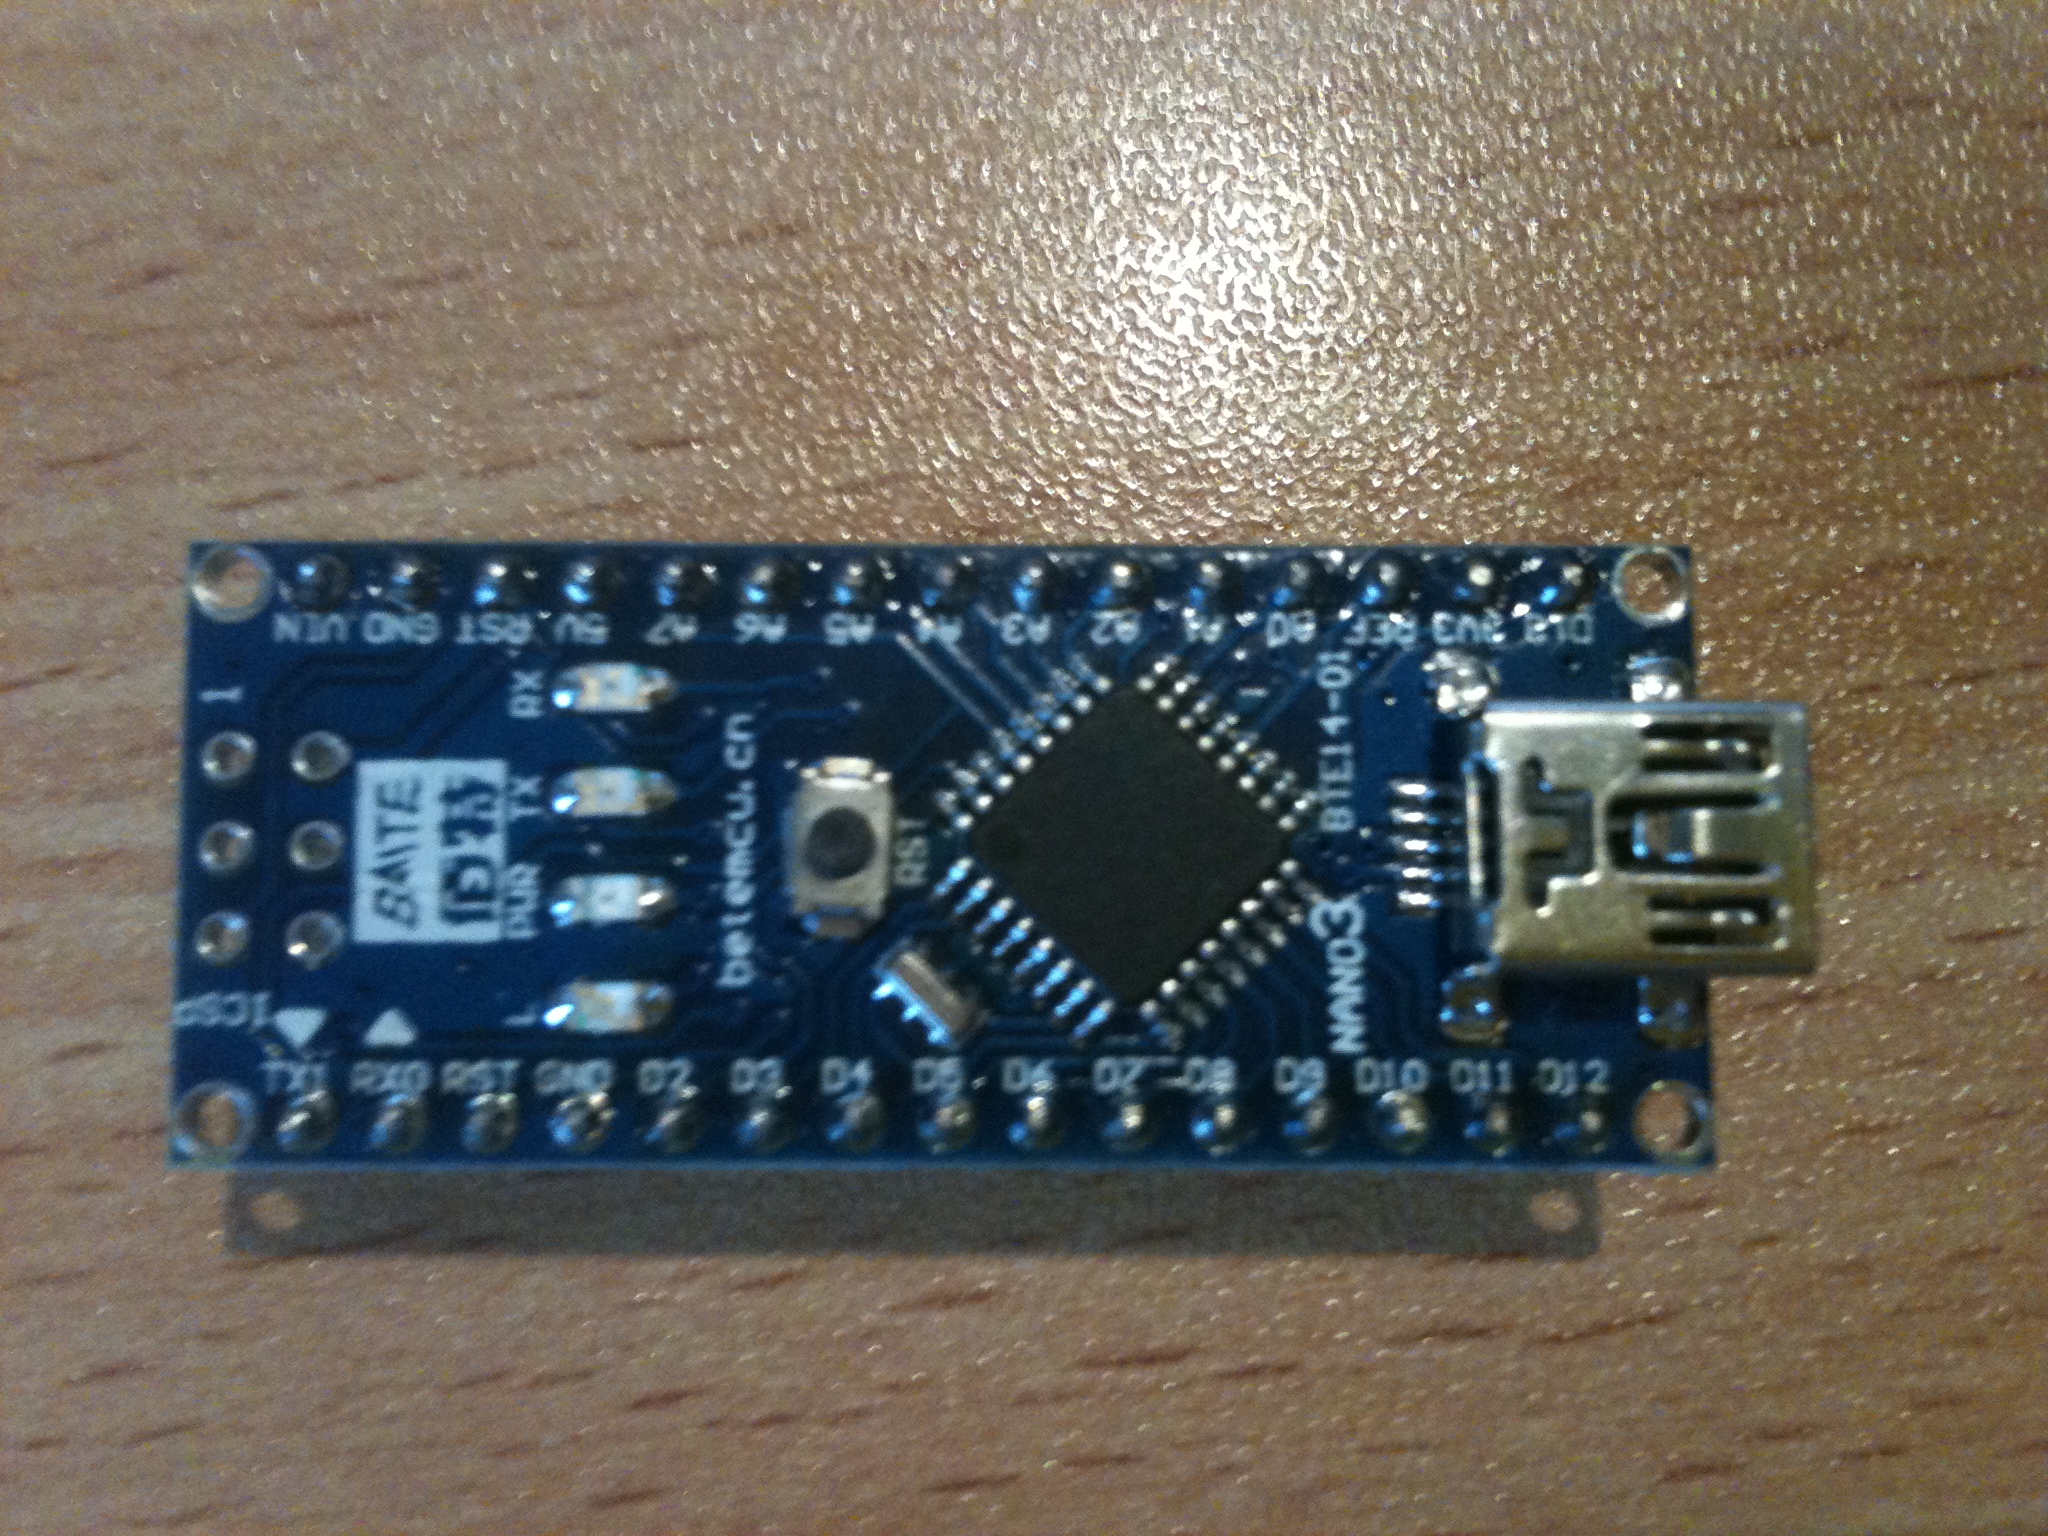 VIN GND RST 5V A7 A6 A5 A4 A3 A2 A1 A0 REF 3V3 D13
1
RX
TX
PWR
L
BMTE
betemcu.cn
RST
BTE14-01
NANO3
ICSP
TX1 RX0 RST GND D2 D3 D4 D5 D6 D7 D8 D9 D10 D11 D12